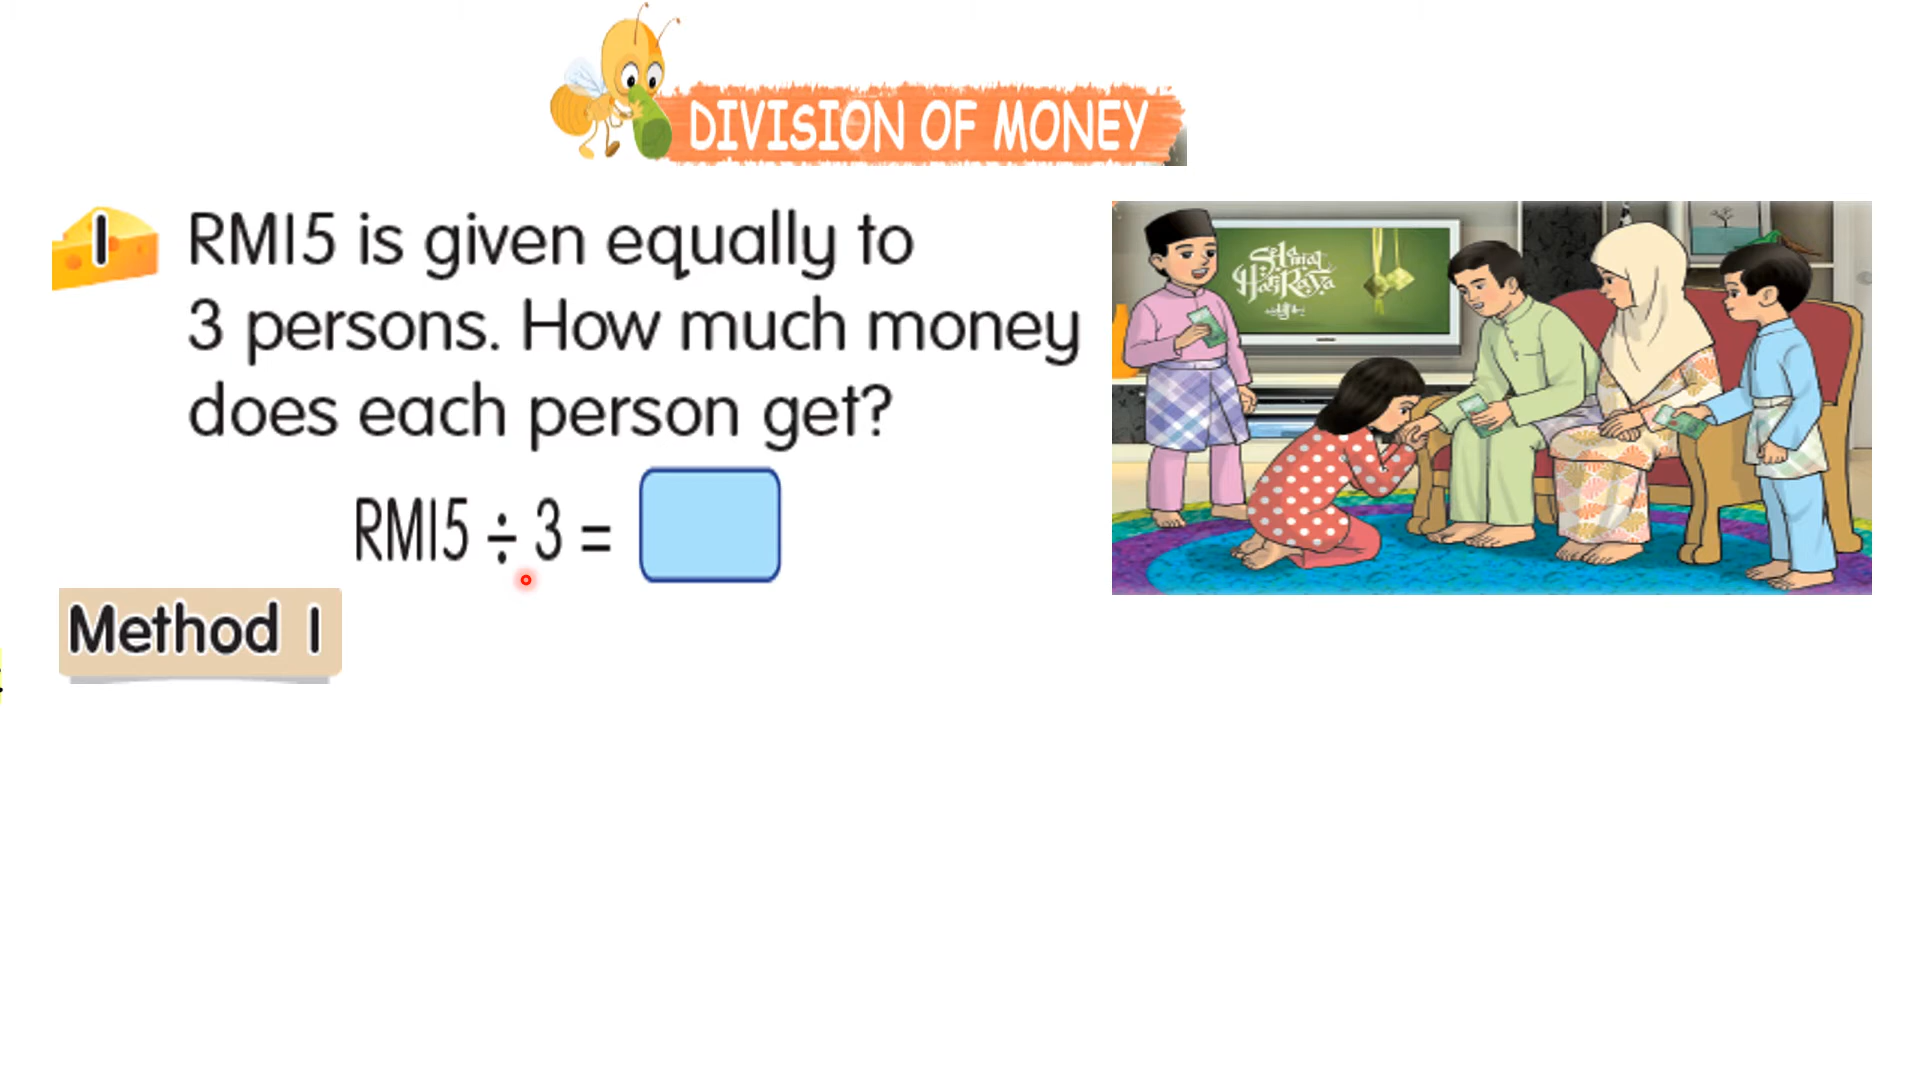 DIVISION OF MONEY
1 RM15 is given equally to
3 persons. How much money
does each person get?
RM15 ÷ 3 =
Method 1
Selamat
Hari Raya